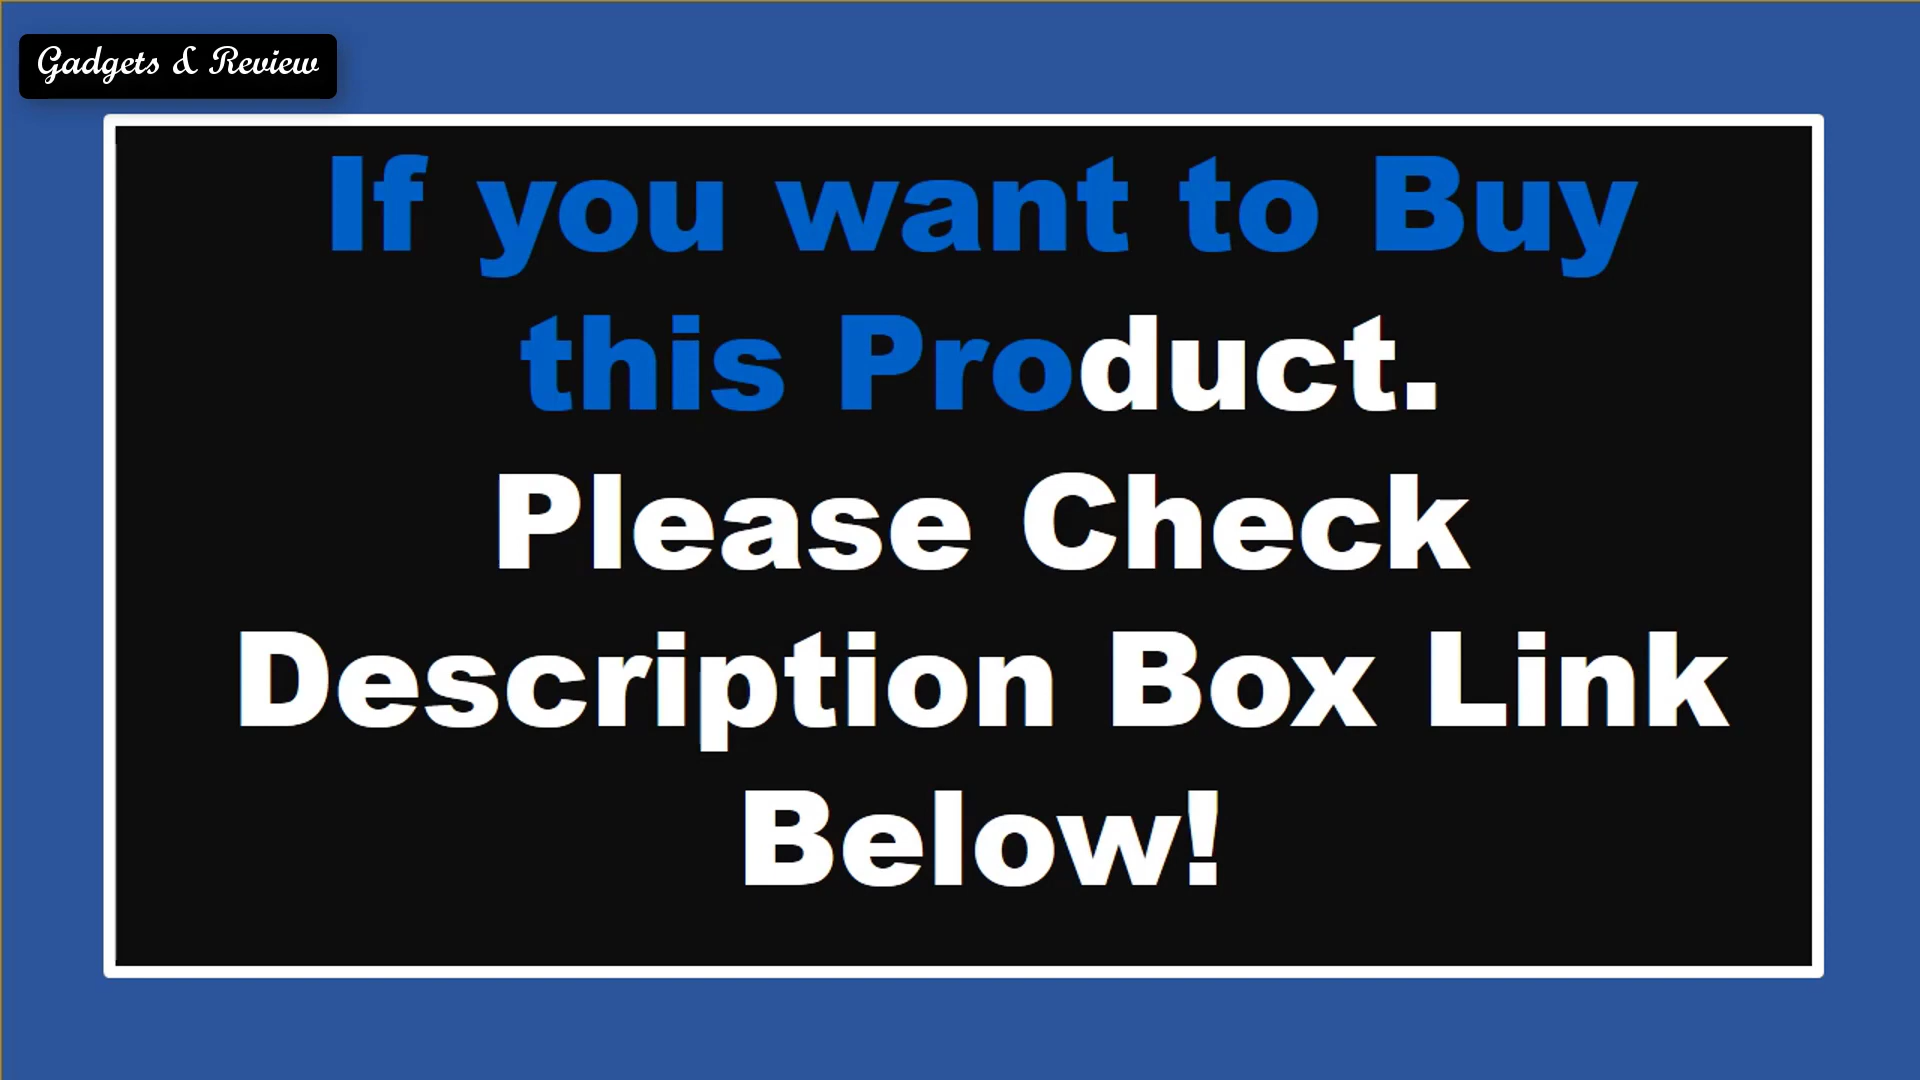 Gadgets & Review
If you want to Buy
this Product.
Please Check
Description Box Link
Below!